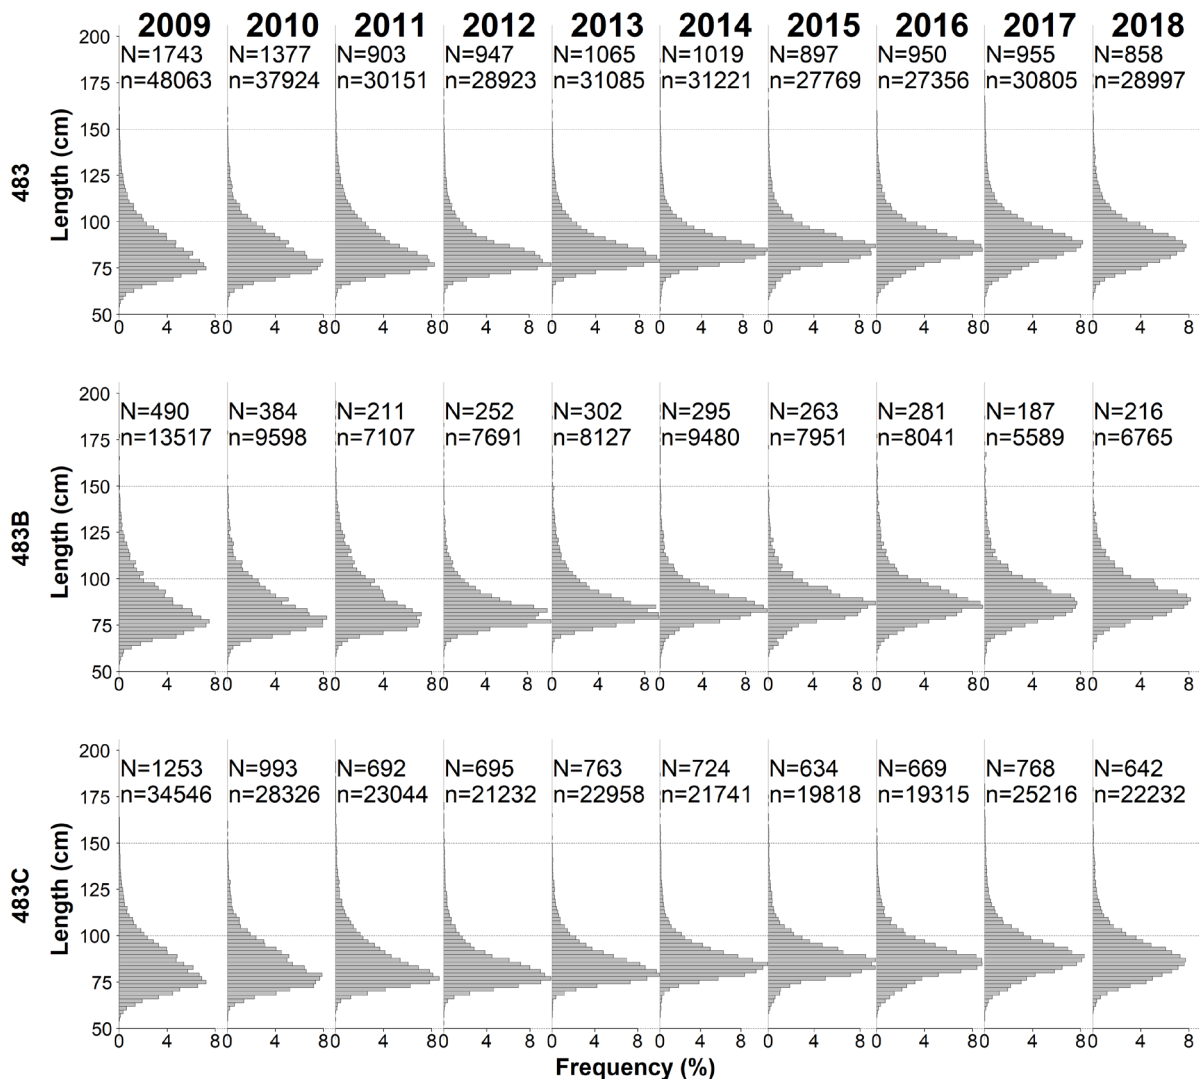 2009 2010 2011 2012 2013 2014 2015 2016 2017 2018
200
N=1743 N=1377 N=903 N=947 N=1065 N=1019 N=897 N=950 N=955 N=858
175
n=48063 n=37924 n=30151 n=28923 n=31085 n=31221 n=27769 n=27356 n=30805 n=28997
150
125
100
75
50
483
Length (cm)
0 4 8 0 4 8 0 4 8 0 4 8 0 4 8 0 4 8 0 4 8 0 4 8 0 4 8 0 4 8
200
N=490 N=384 N=211 N=252 N=302 N=295 N=263 N=281 N=187 N=216
175
n=13517 n=9598 n=7107 n=7691 n=8127 n=9480 n=7951 n=8041 n=5589 n=6765
150
125
100
75
50
483B
Length (cm)
0 4 8 0 4 8 0 4 8 0 4 8 0 4 8 0 4 8 0 4 8 0 4 8 0 4 8 0 4 8
200
N=1253 N=993 N=692 N=695 N=763 N=724 N=634 N=669 N=768 N=642
175
n=34546 n=28326 n=23044 n=21232 n=22958 n=21741 n=19818 n=19315 n=25216 n=22232
150
125
100
75
50
483C
Length (cm)
0 4 8 0 4 8 0 4 8 0 4 8 0 4 8 0 4 8 0 4 8 0 4 8 0 4 8 0 4 8
Frequency (%)